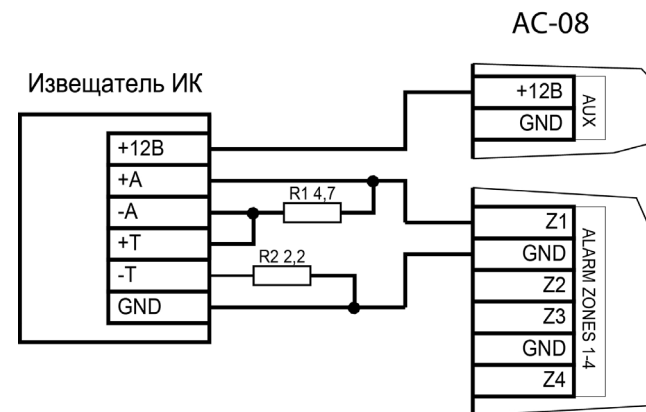 AC-08
Извещатель ИК
+12В
GND
AUX
+12В
+A
-A
+T
-T
GND
R1 4,7
R2 2,2
Z1
GND
Z2
Z3
GND
Z4
ALARM ZONES 1-4